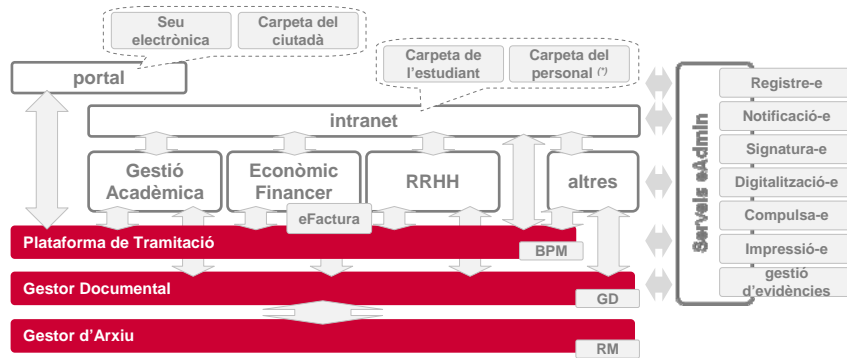 Seu
electrònica
Carpeta del
ciutadà
portal
Carpeta de
l'estudiant
Carpeta del
personal (*)
intranet
Gestió
Acadèmica
Econòmic
Financer
RRHH
altres
eFactura
Plataforma de Tramitació
BPM
Gestor Documental
GD
Gestor d'Arxiu
RM
Serveis eAdmin
Registre-e
Notificació-e
Signatura-e
Digitalització-e
Compulsa-e
Impressió-e
gestió
d'evidències